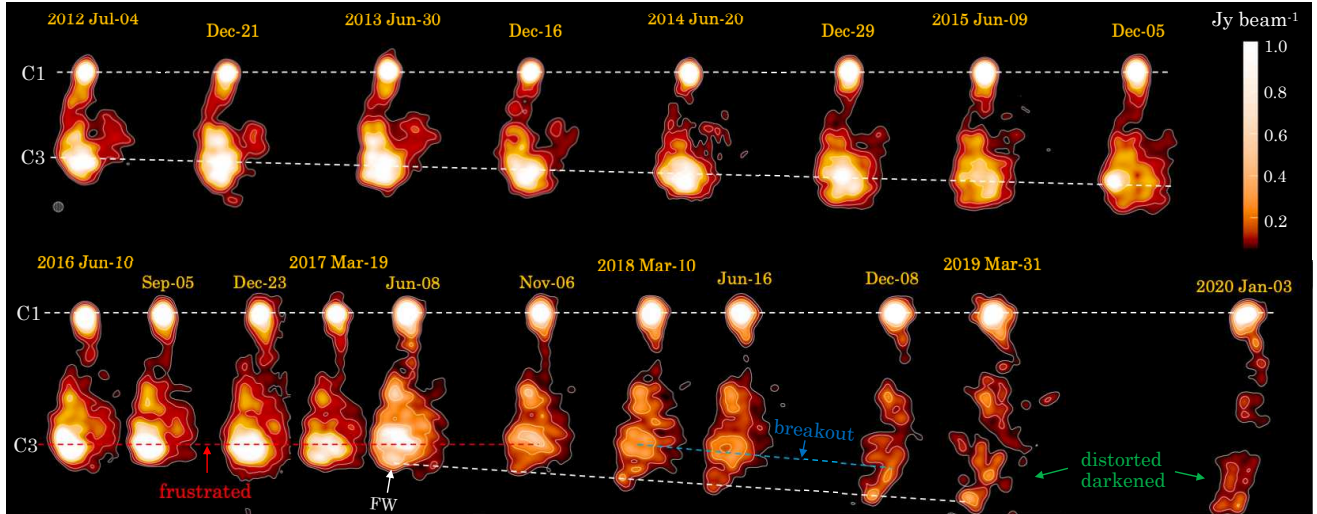 2012 Jul-04
Dec-21
2013 Jun-30
Dec-16
2014 Jun-20
Dec-29
2015 Jun-09
Dec-05
Jy beam-1
1.0
0.8
0.6
0.4
0.2
C1
C3
2016 Jun-10
Sep-05
Dec-23
2017 Mar-19
Jun-08
Nov-06
2018 Mar-10
Jun-16
Dec-08
2019 Mar-31
2020 Jan-03
C1
C3
breakout
frustrated
FW
distorted
darkened